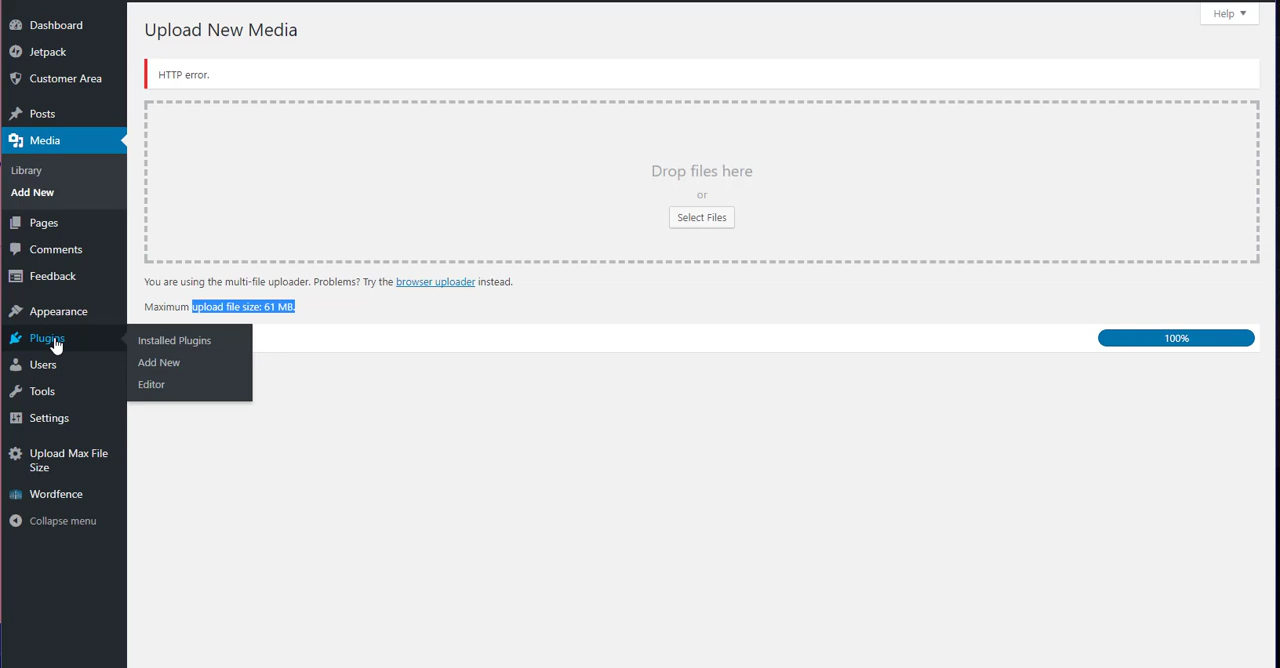 Dashboard
Jetpack
Customer Area
Posts
Media
Library
Add New
Pages
Comments
Feedback
Appearance
Plugins
Installed Plugins
Add New
Editor
Users
Tools
Settings
Upload Max File
Size
Wordfence
Collapse menu
Help
Upload New Media
HTTP error.
Drop files here
or
Select Files
You are using the multi-file uploader. Problems? Try the browser uploader instead.
Maximum upload file size: 61 MB.
100%